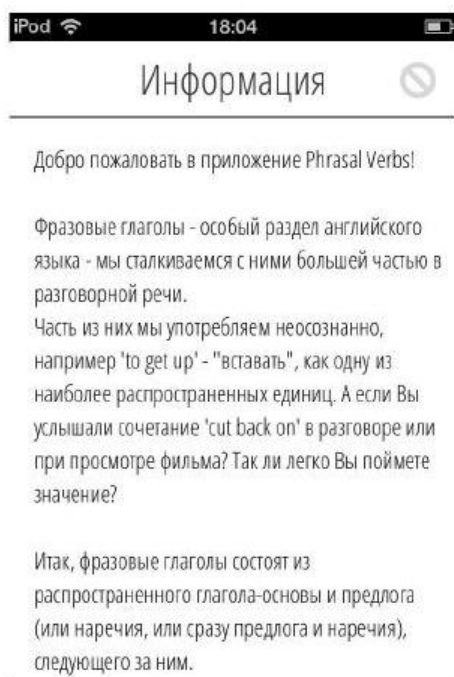 iPod 18:04
Информация
Добро пожаловать в приложение Phrasal Verbs!
Фразовые глаголы - особый раздел английского
языка - мы сталкиваемся с ними большей частью в
разговорной речи.
Часть из них мы употребляем неосознанно,
например 'to get up' - "вставать", как одну из
наиболее распространенных единиц. А если Вы
услышали сочетание 'cut back on' в разговоре или
при просмотре фильма? Так ли легко Вы поймете
значение?
Итак, фразовые глаголы состоят из
распространенного глагола-основы и предлога
(или наречия, или сразу предлога и наречия),
следующего за ним.